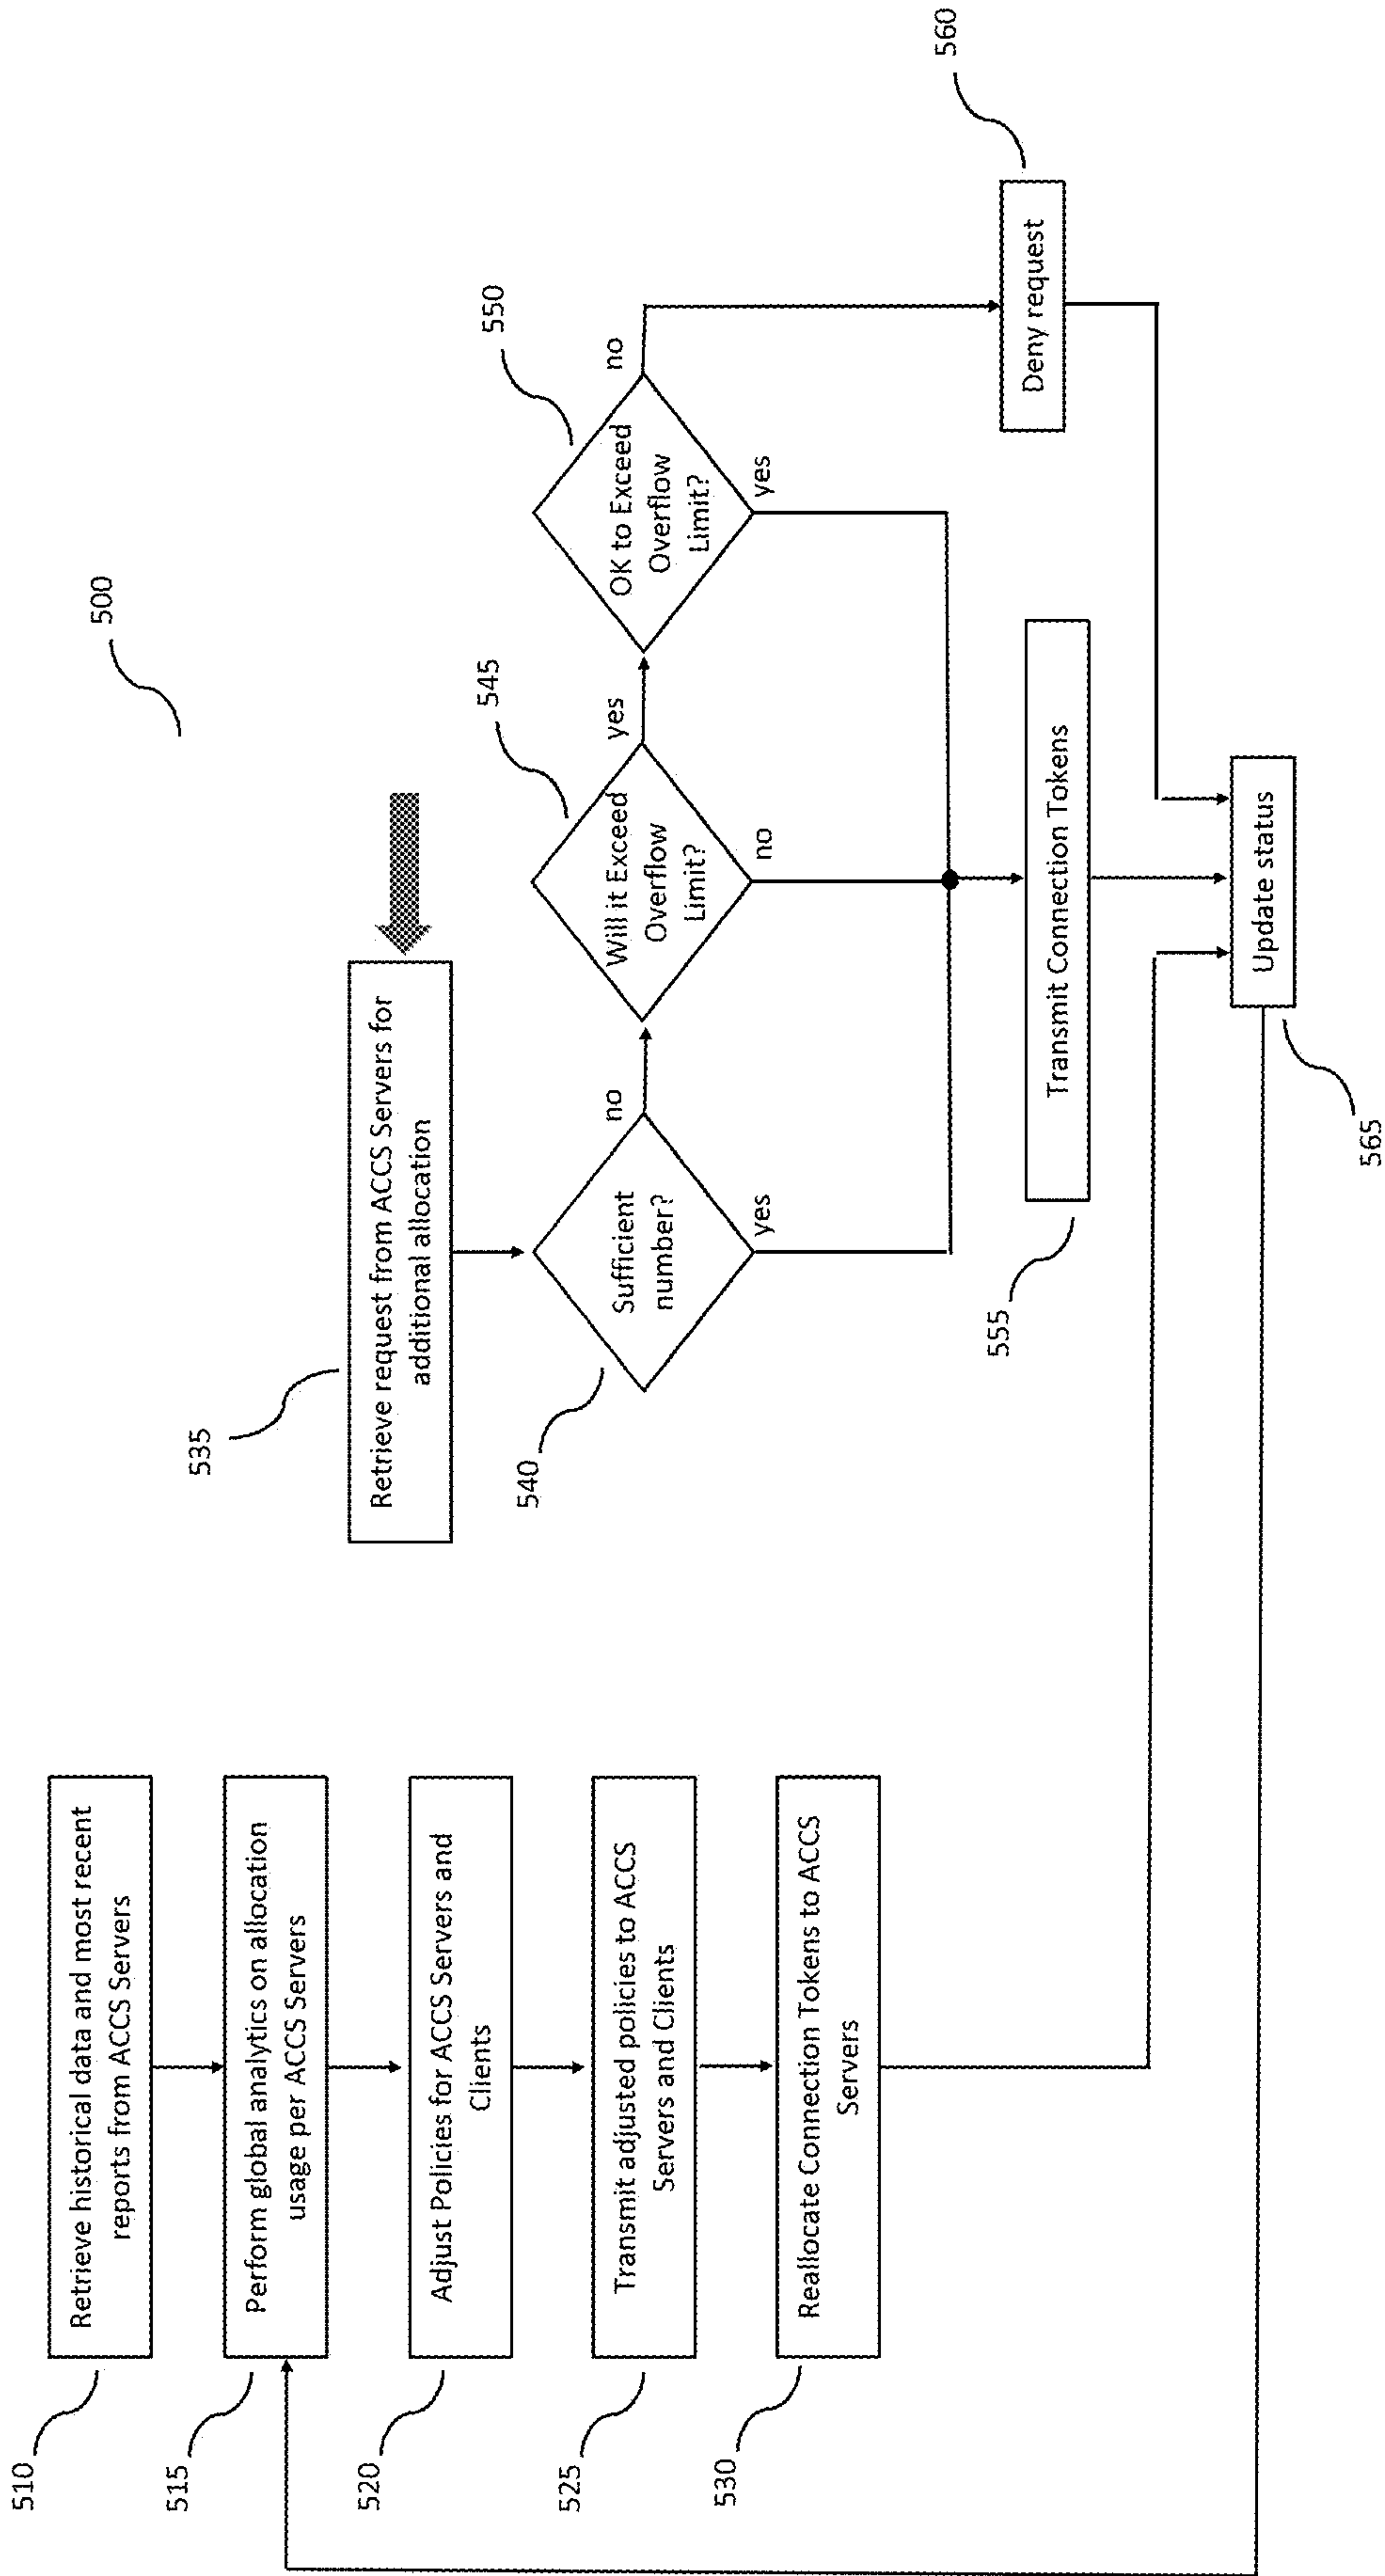 500
510
Retrieve historical data and most recent
reports from ACCS Servers
515
Perform global analytics on allocation
usage per ACCS Servers
520
Adjust Policies for ACCS Servers and
Clients
525
Transmit adjusted policies to ACCS
Servers and Clients
530
Reallocate Connection Tokens to ACCS
Servers
535
Retrieve request from ACCS Servers for
additional allocation
540
Sufficient
number?
no
yes
545
Will it Exceed
Overflow
Limit?
yes
no
550
OK to Exceed
Overflow
Limit?
no
yes
555
Transmit Connection Tokens
560
Deny request
Update status
565